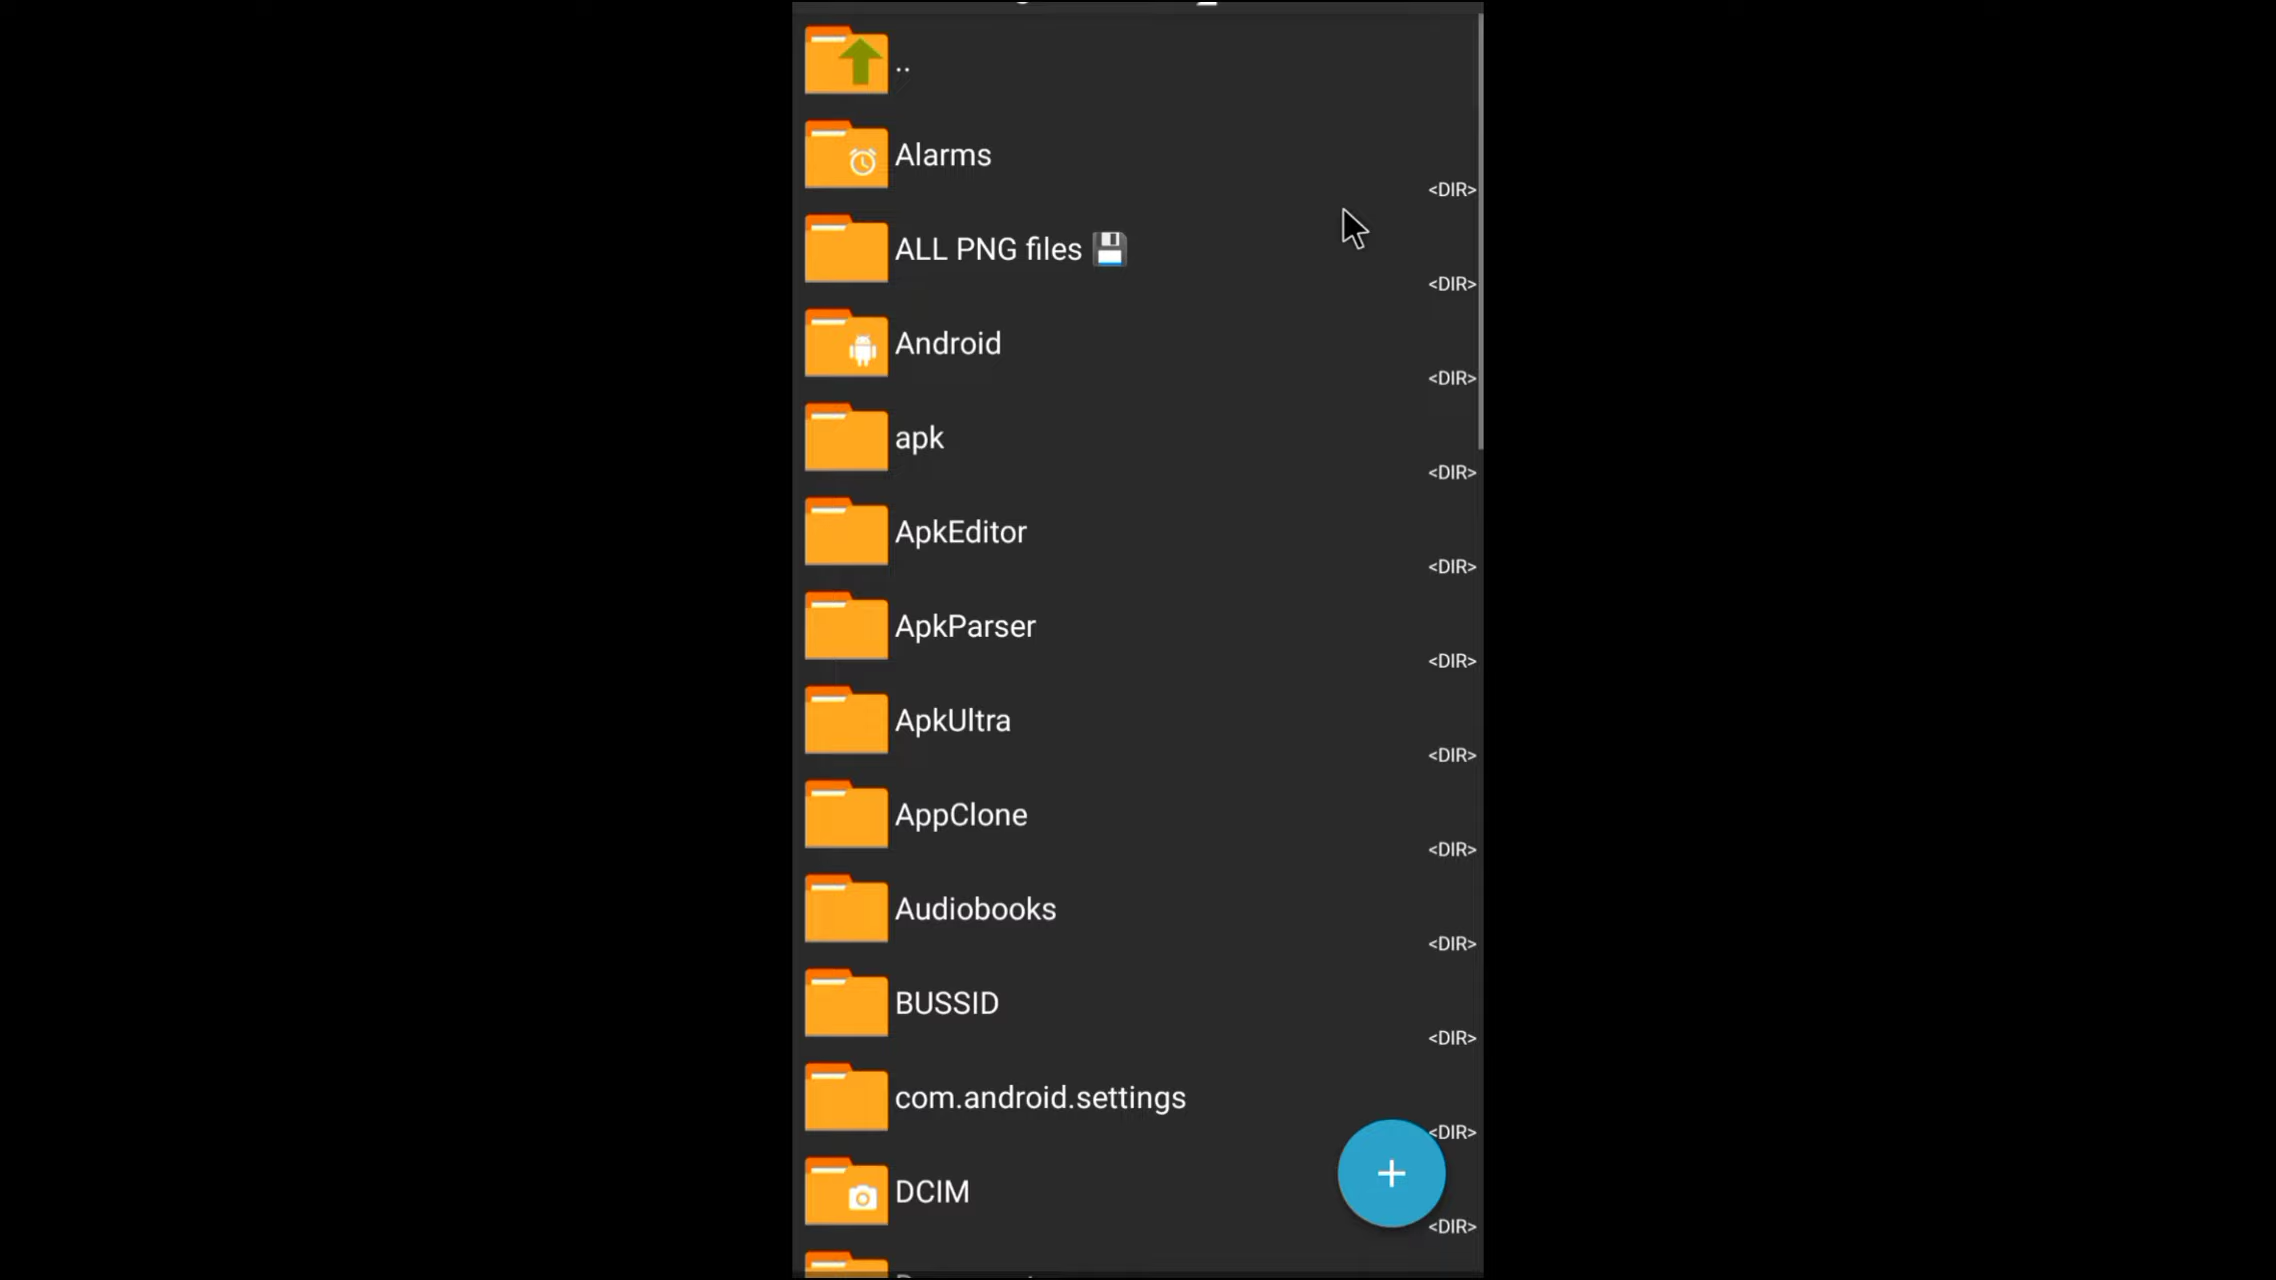 ..
Alarms
<DIR>
ALL PNG files 💾
<DIR>
Android
<DIR>
apk
<DIR>
ApkEditor
<DIR>
ApkParser
<DIR>
ApkUltra
<DIR>
AppClone
<DIR>
Audiobooks
<DIR>
BUSSID
<DIR>
com.android.settings
<DIR>
DCIM
<DIR>